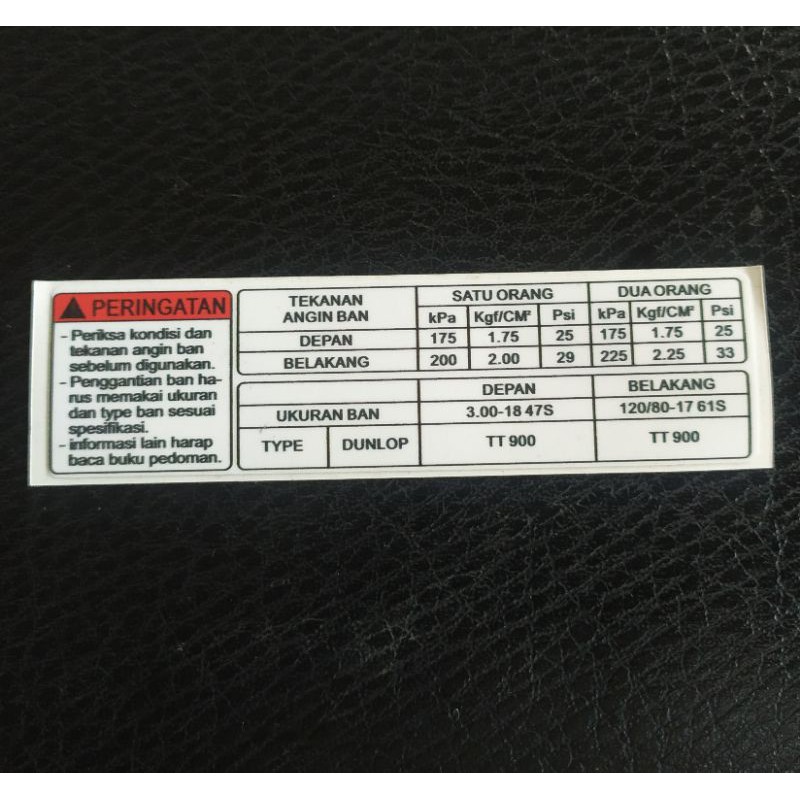 PERINGATAN
- Periksa kondisi dan
tekanan angin ban
sebelum digunakan.
- Penggantian ban ha-
rus memakai ukuran
dan type ban sesuai
spesifikasi.
- informasi lain harap
baca buku pedoman.
TEKANAN ANGIN BAN SATU ORANG DUA ORANG
kPa Kgf/CM² Psi kPa Kgf/CM² Psi
DEPAN 175 1.75 25 175 1.75 25
BELAKANG 200 2.00 29 225 2.25 33
DEPAN BELAKANG
UKURAN BAN 3.00-18 47S 120/80-17 61S
TYPE DUNLOP TT 900 TT 900